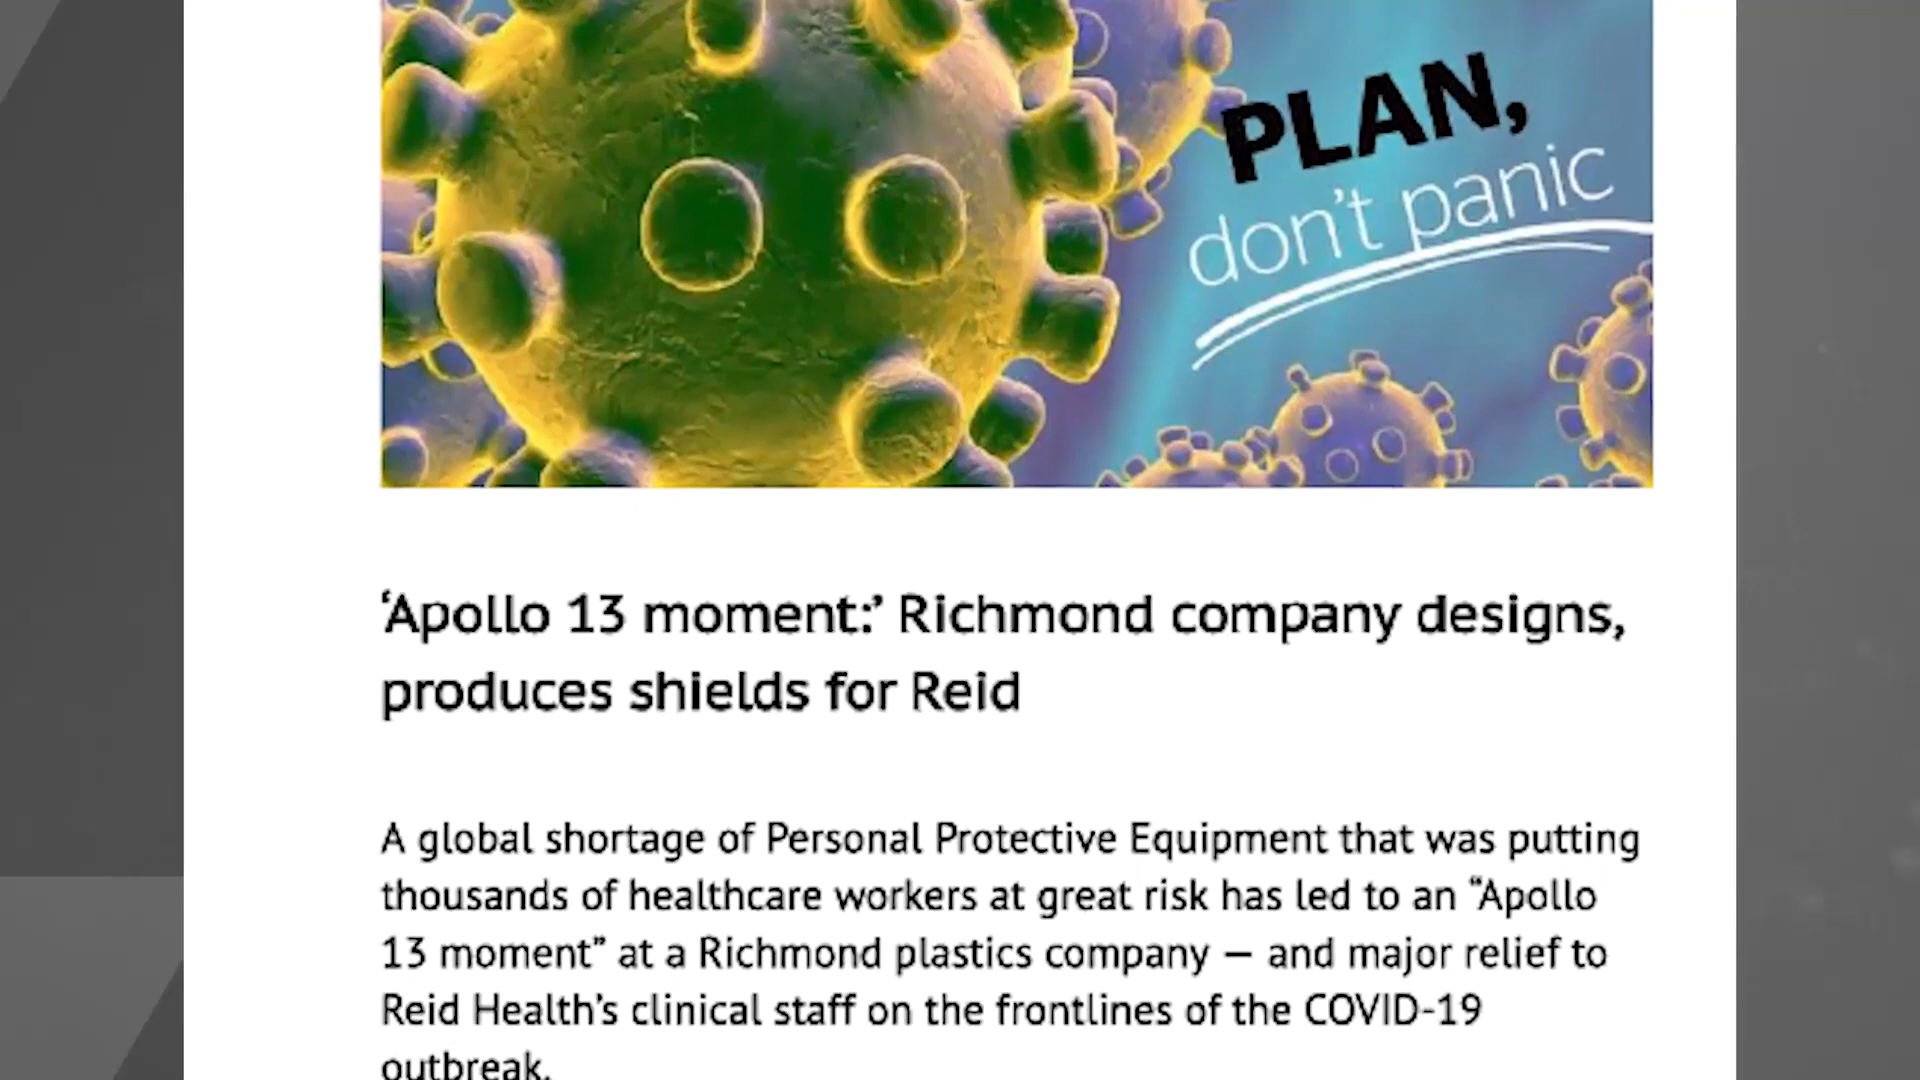 PLAN,
don't panic
‘Apollo 13 moment:’ Richmond company designs,
produces shields for Reid
A global shortage of Personal Protective Equipment that was putting
thousands of healthcare workers at great risk has led to an “Apollo
13 moment” at a Richmond plastics company — and major relief to
Reid Health’s clinical staff on the frontlines of the COVID-19
outbreak.